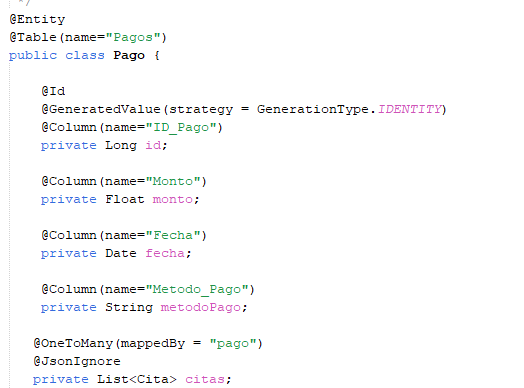 */
@Entity
@Table(name="Pagos")
public class Pago {
@Id
@GeneratedValue(strategy = GenerationType.IDENTITY)
@Column(name="ID_Pago")
private Long id;
@Column(name="Monto")
private Float monto;
@Column(name="Fecha")
private Date fecha;
@Column(name="Metodo_Pago")
private String metodoPago;
@OneToMany(mappedBy = "pago")
@JsonIgnore
private List<Cita> citas;